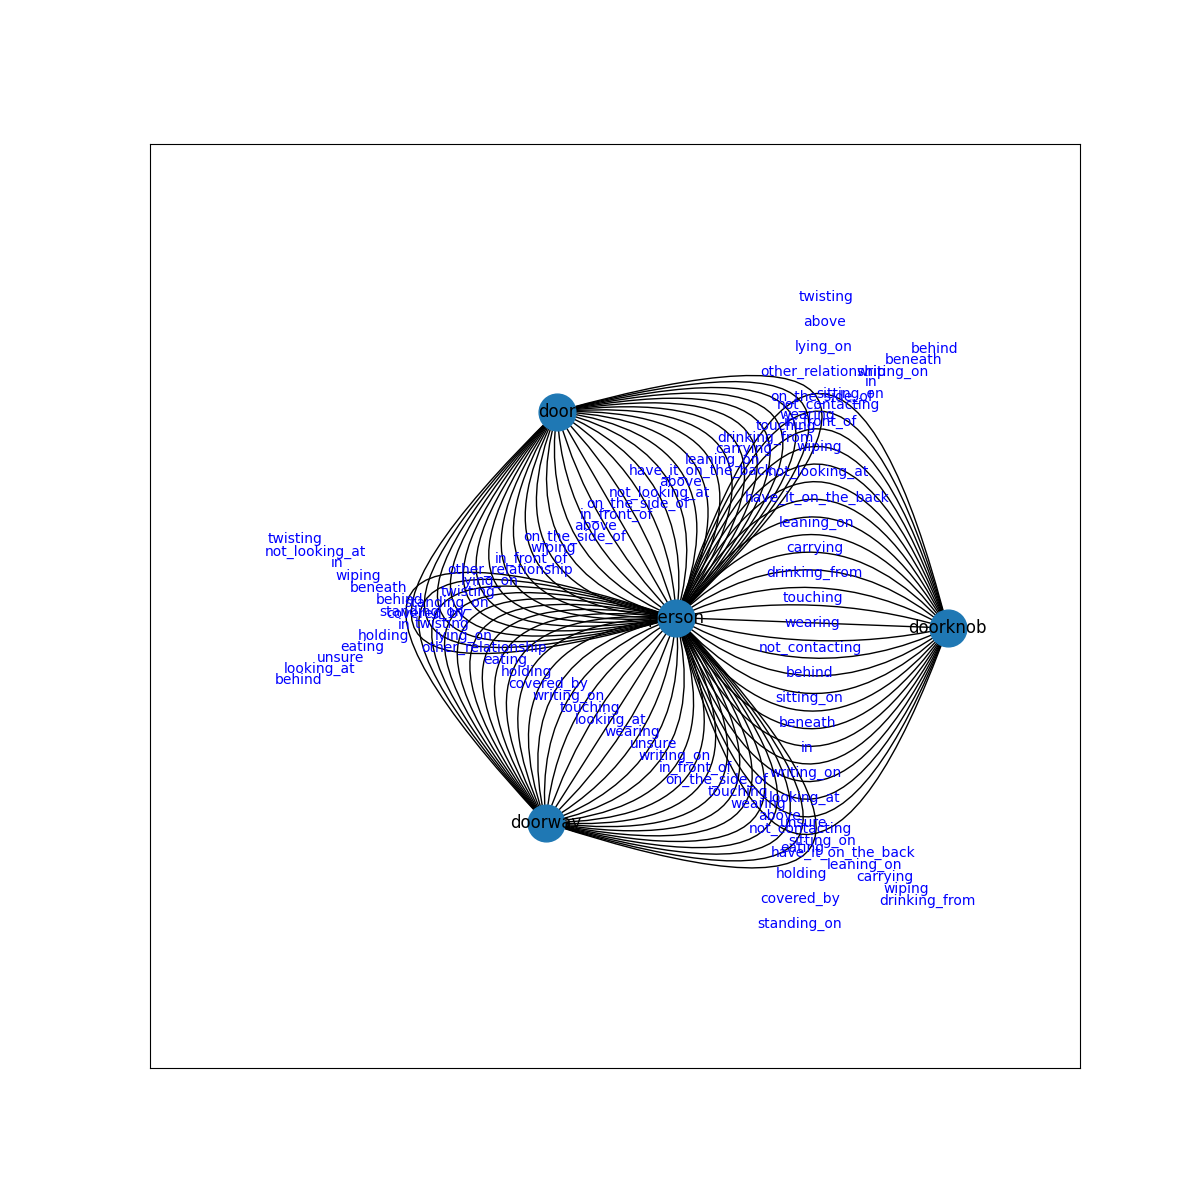 twisting
above
lying_on
behind
beneath
other_relationship
writing_on
in
sitting_on
on_the_side_of
not_contacting
door
wearing
in_front_of
touching
drinking_from
wiping
carrying
leaning_on
have_it_on_the_back
not_looking_at
above
not_looking_at
have_it_on_the_back
on_the_side_of
in_front_of
leaning_on
above
on_the_side_of
twisting
wiping
carrying
not_looking_at
in_front_of
in
other_relationship
drinking_from
wiping
lying_on
beneath
twisting
touching
behind
standing_on
standing_on
covered_by
person
wearing
in
twisting
doorknob
holding
lying_on
eating
other_relationship
not_contacting
unsure
eating
looking_at
holding
behind
behind
covered_by
writing_on
sitting_on
touching
looking_at
beneath
wearing
unsure
in
writing_on
in_front_of
writing_on
on_the_side_of
touching
looking_at
wearing
above
doorway
unsure
not_contacting
sitting_on
eating
have_it_on_the_back
leaning_on
holding
carrying
wiping
covered_by
drinking_from
standing_on